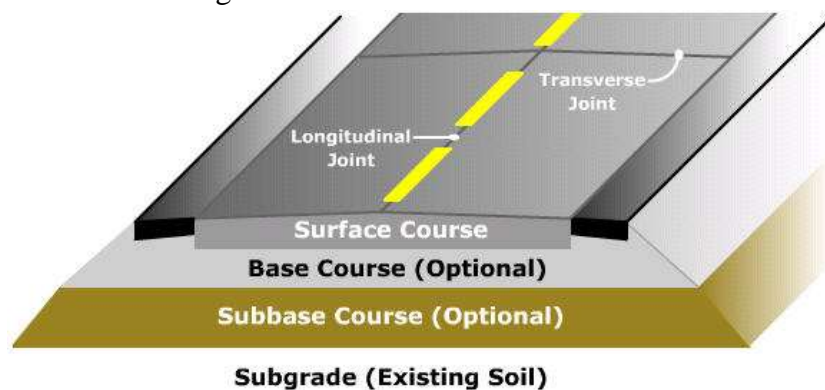 Transverse
Joint
Longitudinal
Joint
Surface Course
Base Course (Optional)
Subbase Course (Optional)
Subgrade (Existing Soil)